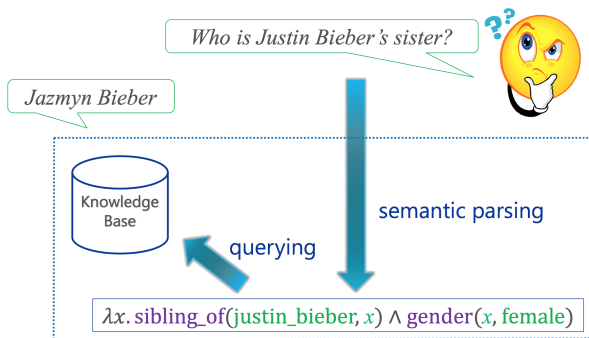 Who is Justin Bieber’s sister?
??
Jazmyn Bieber
Knowledge
Base
semantic parsing
querying
λx. sibling_of(justin_bieber, x) ∧ gender(x, female)